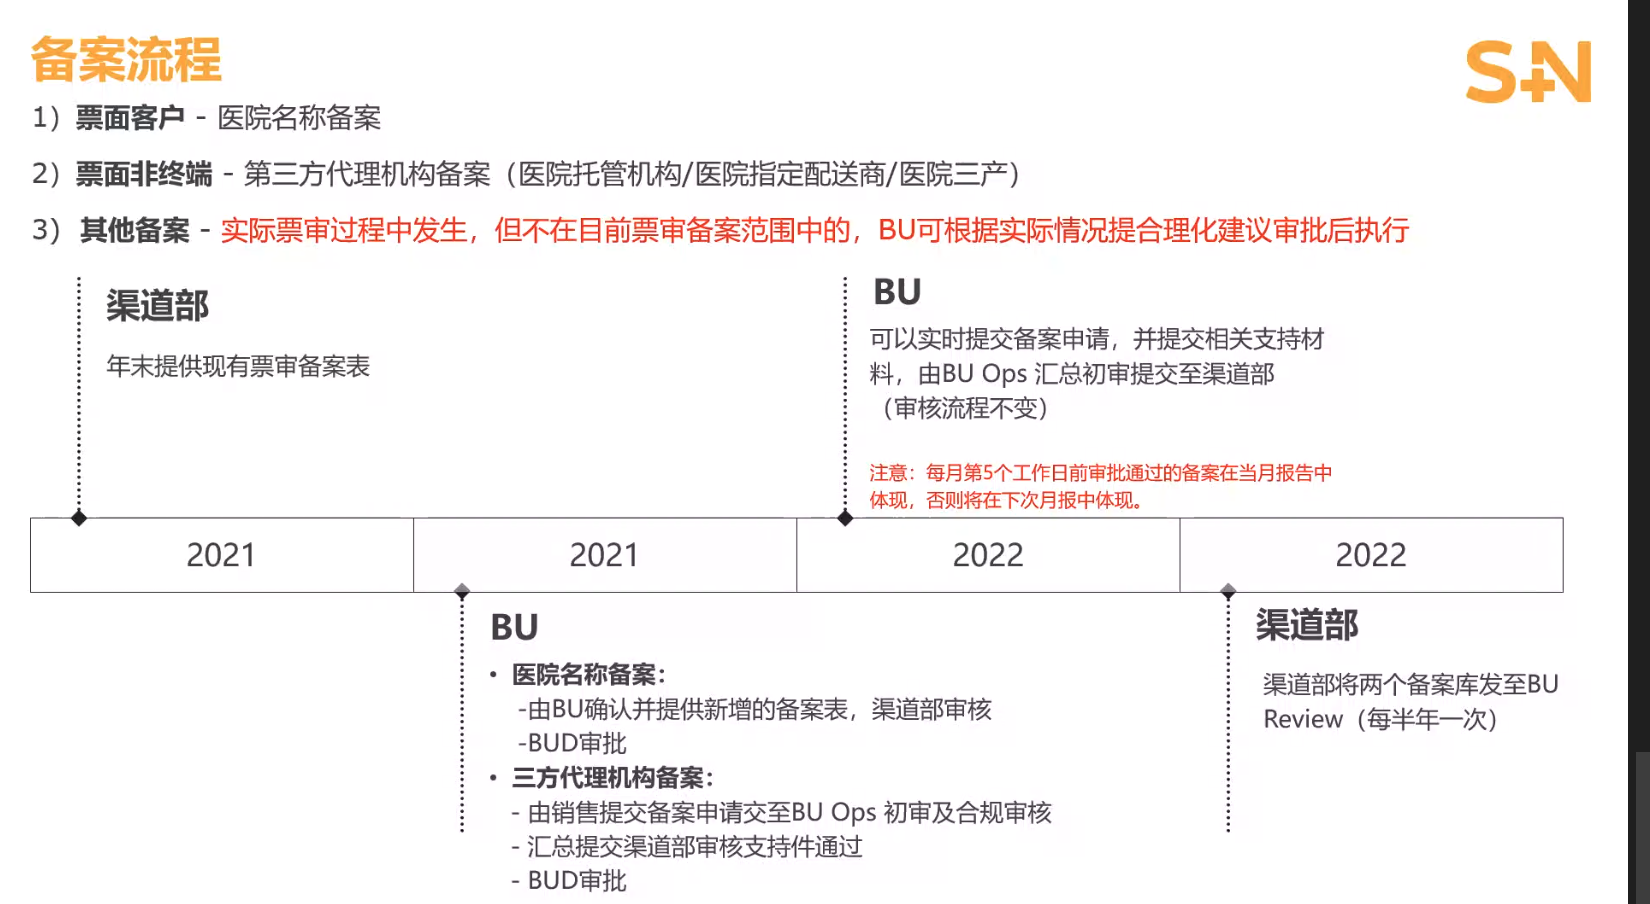 备案流程
S+N
1）票面客户 - 医院名称备案
2）票面非终端 - 第三方代理机构备案（医院托管机构/医院指定配送商/医院三产）
3） 其他备案 - 实际票审过程中发生，但不在目前票审备案范围中的，BU可根据实际情况提合理化建议审批后执行
渠道部
年末提供现有票审备案表
BU
可以实时提交备案申请，并提交相关支持材
料，由BU Ops 汇总初审提交至渠道部
（审核流程不变）
注意：每月第5个工作日前审批通过的备案在当月报告中
体现，否则将在下次月报中体现。
2021
2021
2022
2022
BU
• 医院名称备案：
-由BU确认并提供新增的备案表，渠道部审核
-BUD审批
• 三方代理机构备案：
- 由销售提交备案申请交至BU Ops 初审及合规审核
- 汇总提交渠道部审核支持件通过
- BUD审批
渠道部
渠道部将两个备案库发至BU
Review（每半年一次）